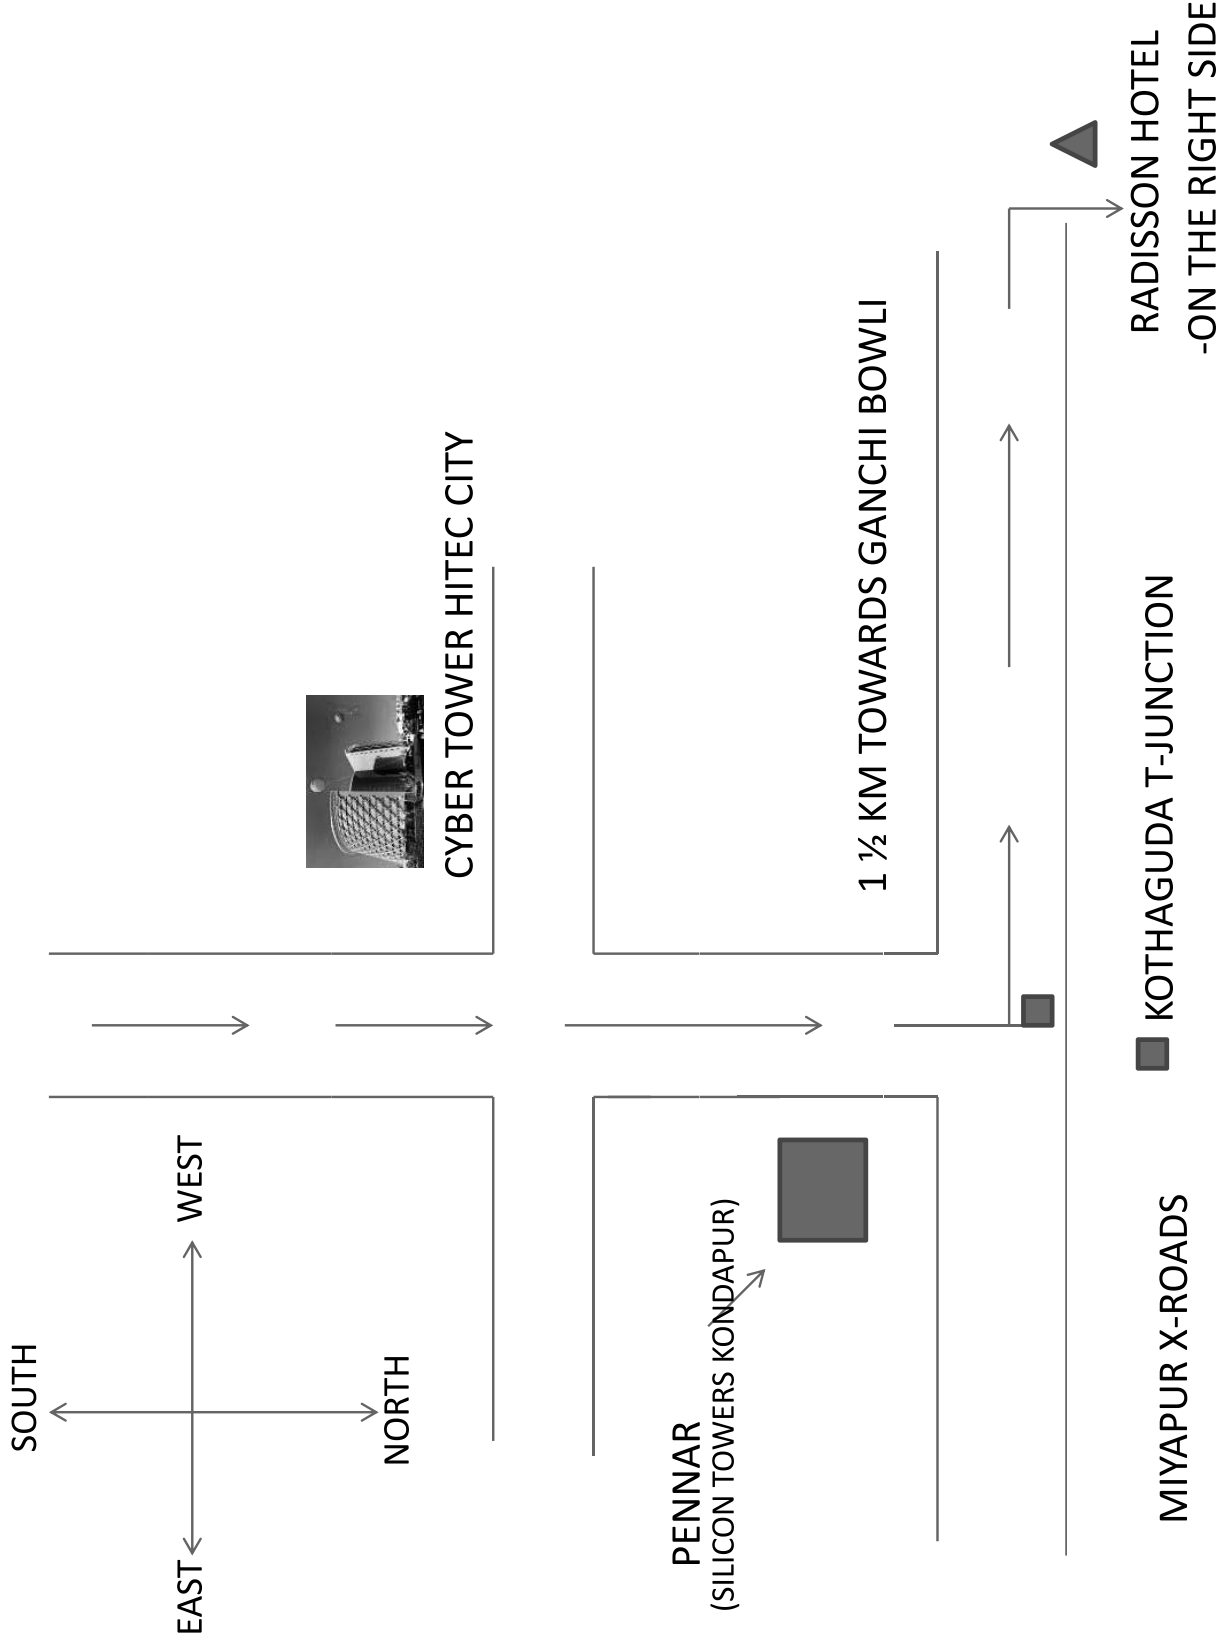 SOUTH
EAST
WEST
NORTH
CYBER TOWER HITEC CITY
PENNAR
(SILICON TOWERS KONDAPUR)
1 ½ KM TOWARDS GANCHI BOWLI
MIYAPUR X-ROADS
KOTHAGUDA T-JUNCTION
RADISSON HOTEL
-ON THE RIGHT SIDE